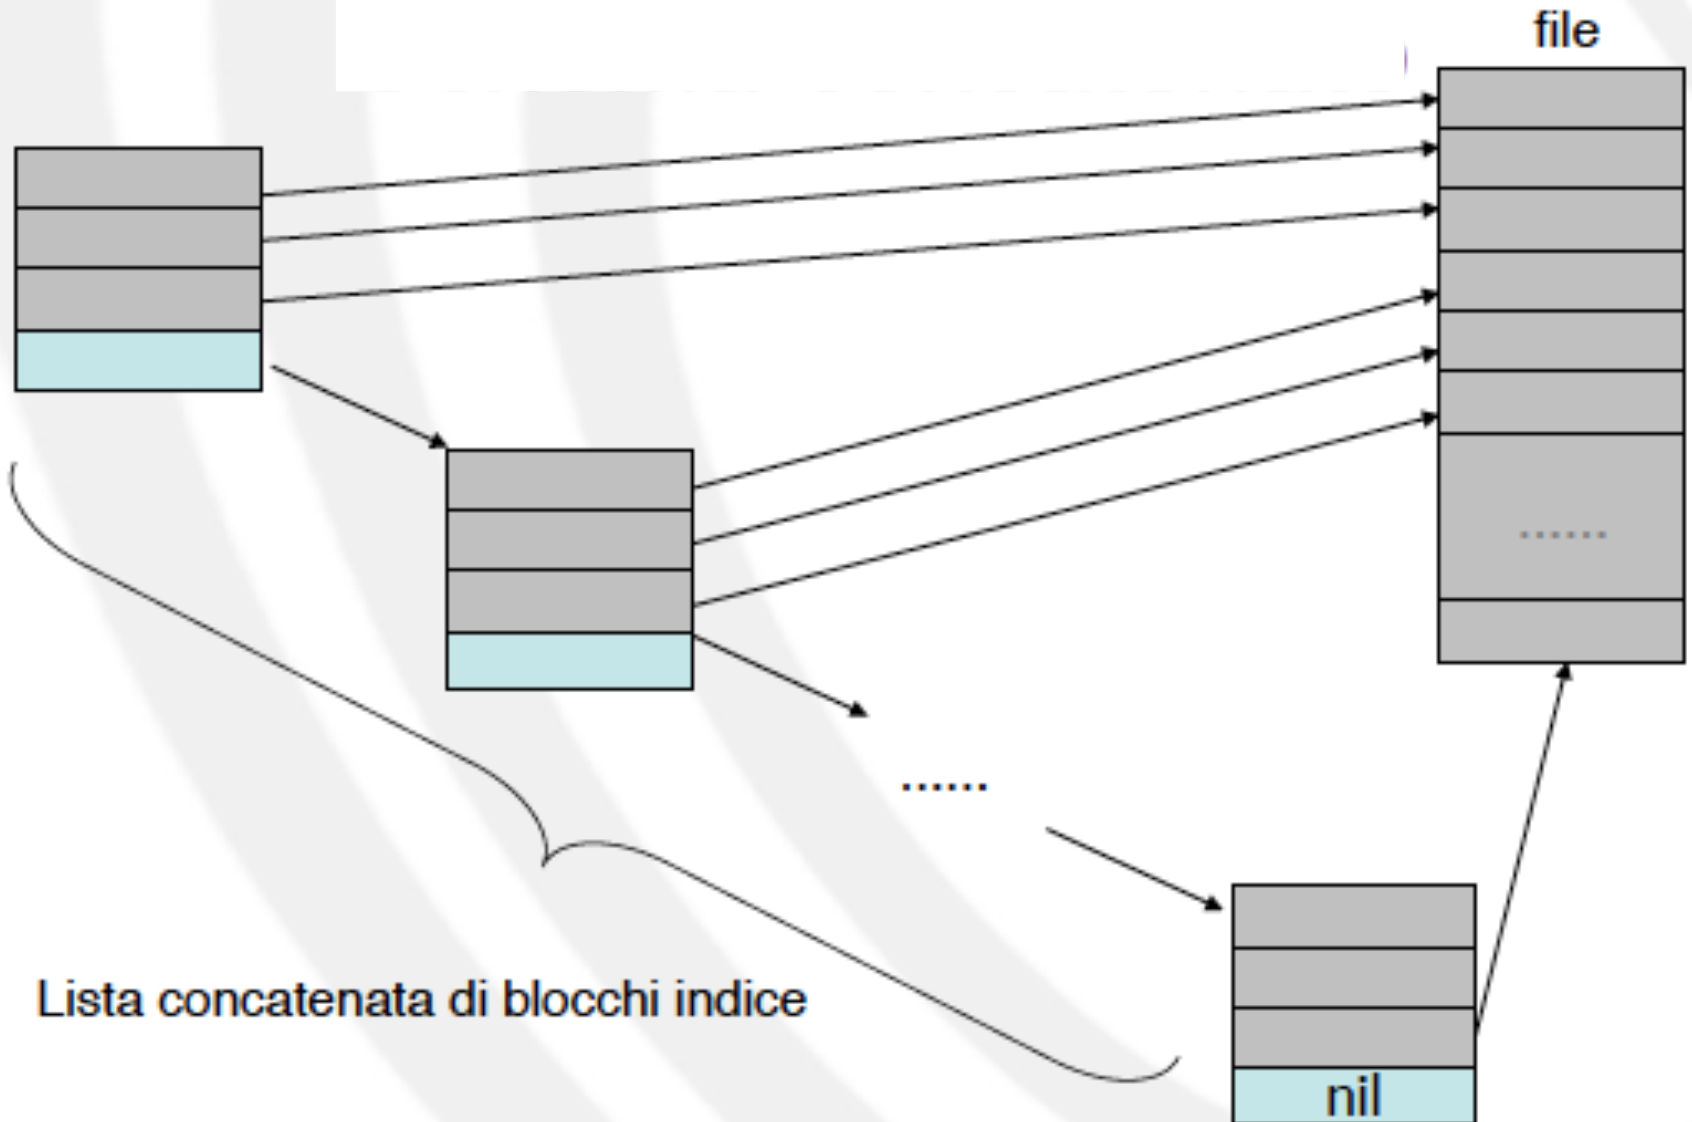 file
......
......
Lista concatenata di blocchi indice
nil